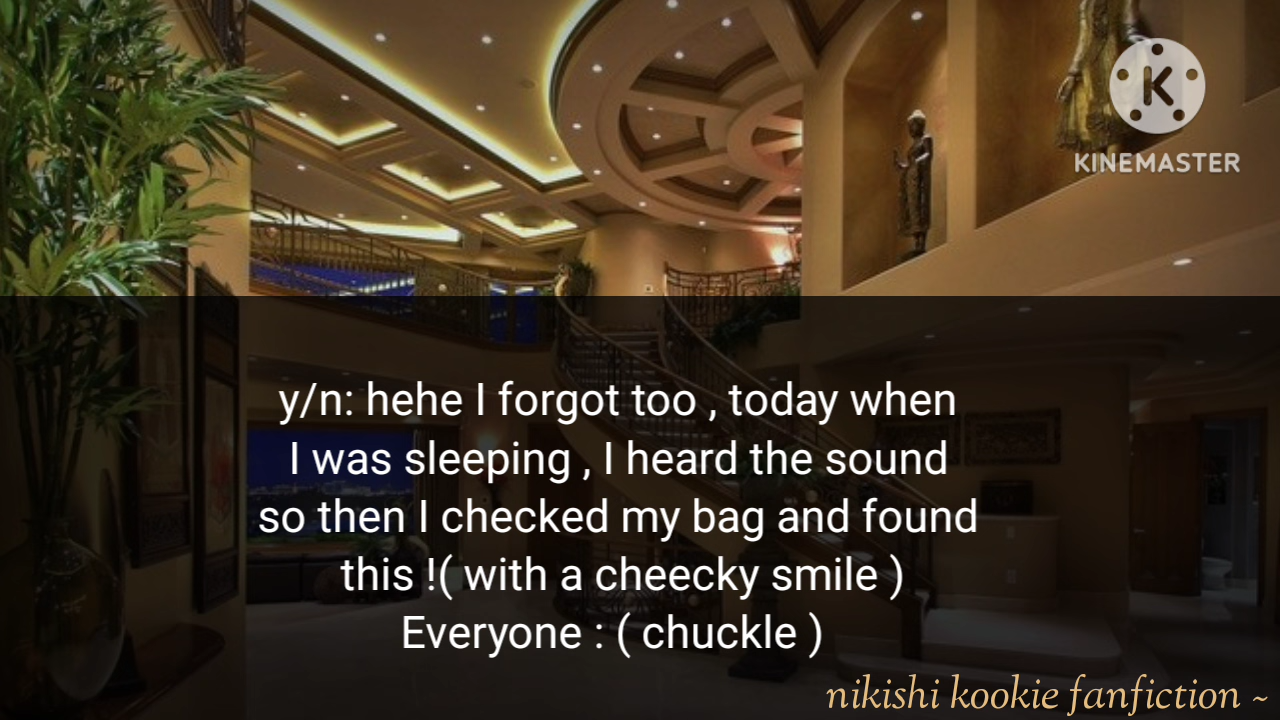 KINEMASTER
y/n: hehe I forgot too , today when
I was sleeping , I heard the sound
so then I checked my bag and found
this !( with a cheecky smile )
Everyone : ( chuckle )
nikishi kookie fanfiction ~